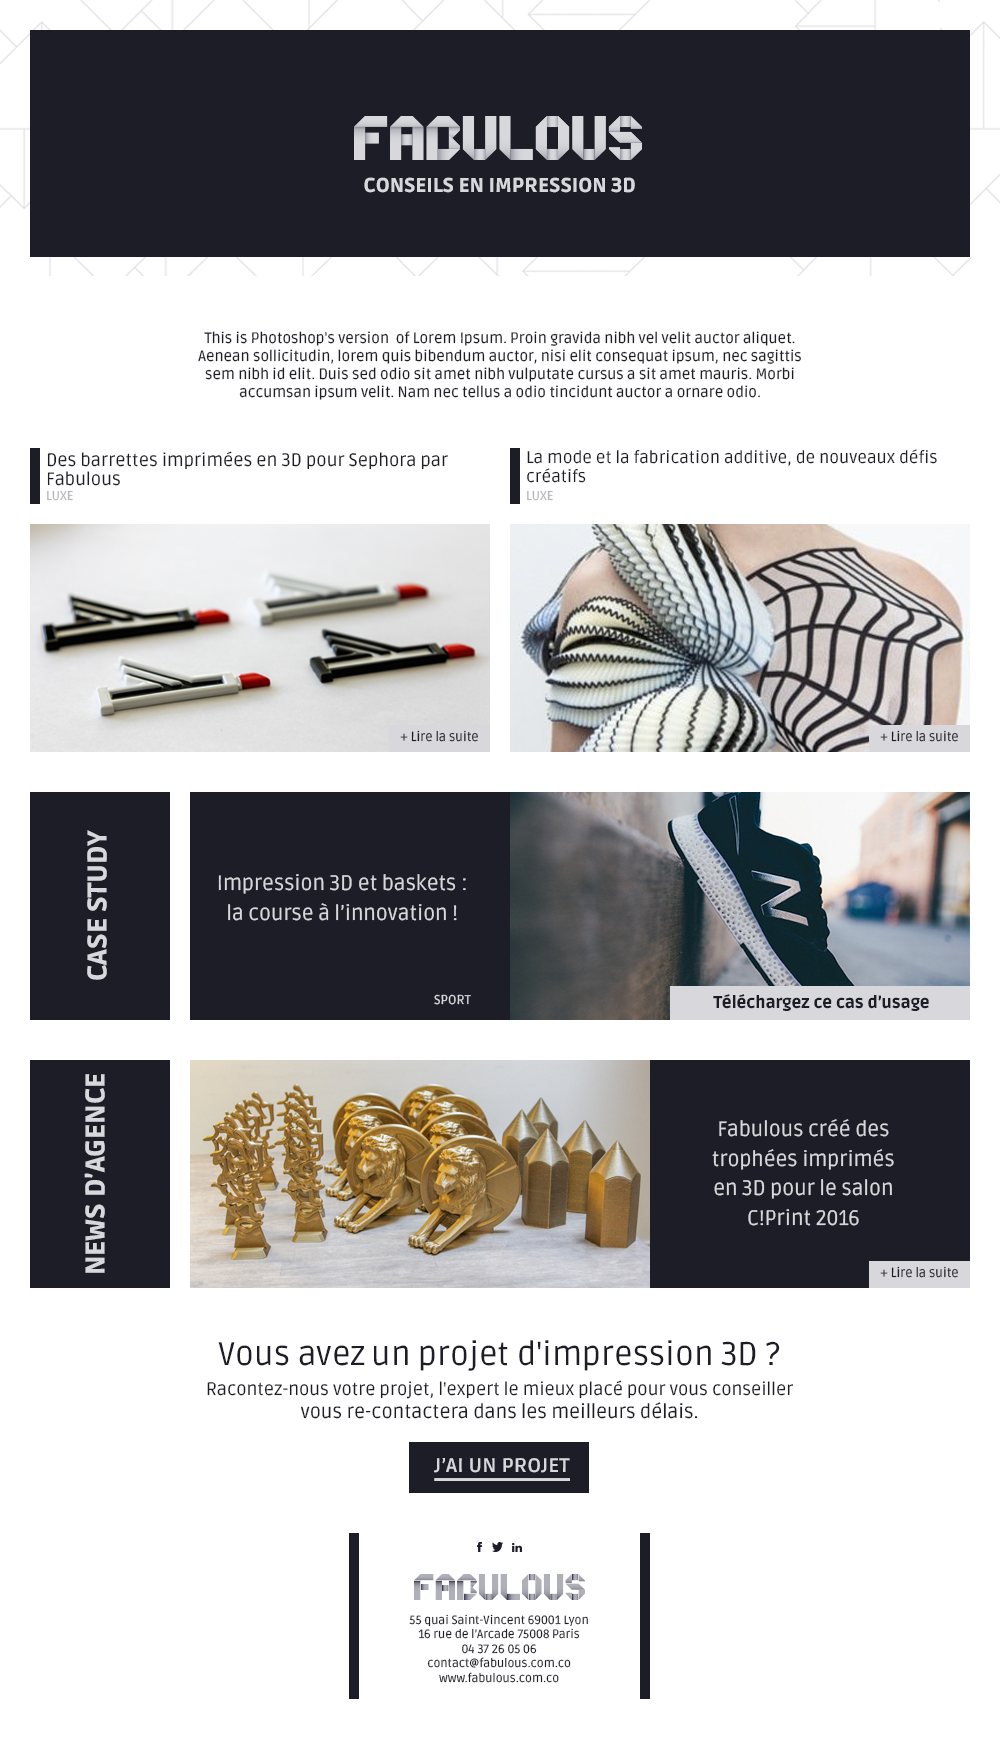 FABULOUS
CONSEILS EN IMPRESSION 3D
This is Photoshop's version of Lorem Ipsum. Proin gravida nibh vel velit auctor aliquet.
Aenean sollicitudin, lorem quis bibendum auctor, nisi elit consequat ipsum, nec sagittis
sem nibh id elit. Duis sed odio sit amet nibh vulputate cursus a sit amet mauris. Morbi
accumsan ipsum velit. Nam nec tellus a odio tincidunt auctor a ornare odio.
Des barrettes imprimées en 3D pour Sephora par
Fabulous
LUXE
+ Lire la suite
La mode et la fabrication additive, de nouveaux défis
créatifs
LUXE
+ Lire la suite
CASE STUDY
Impression 3D et baskets :
la course à l’innovation !
SPORT
N
Téléchargez ce cas d’usage
NEWS D’AGENCE
Fabulous créé des
trophées imprimés
en 3D pour le salon
C!Print 2016
+ Lire la suite
Vous avez un projet d'impression 3D ?
Racontez-nous votre projet, l'expert le mieux placé pour vous conseiller
vous re-contactera dans les meilleurs délais.
J’AI UN PROJET
FABULOUS
55 quai Saint-Vincent 69001 Lyon
16 rue de l’Arcade 75008 Paris
04 37 26 05 06
contact@fabulous.com.co
www.fabulous.com.co